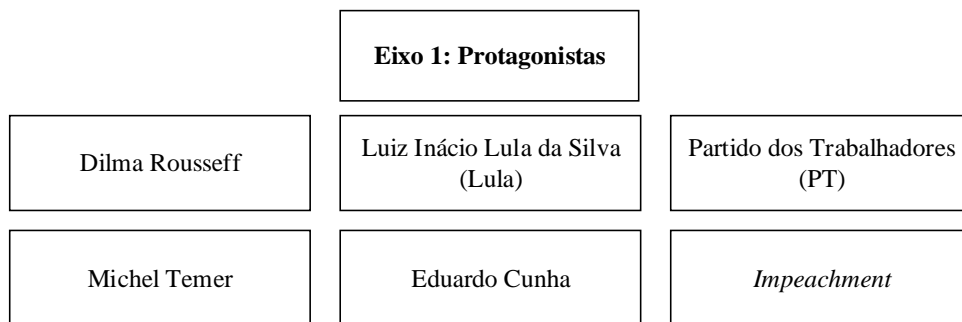 Eixo 1: Protagonistas
Dilma Rousseff
Luiz Inácio Lula da Silva
(Lula)
Partido dos Trabalhadores
(PT)
Michel Temer
Eduardo Cunha
Impeachment